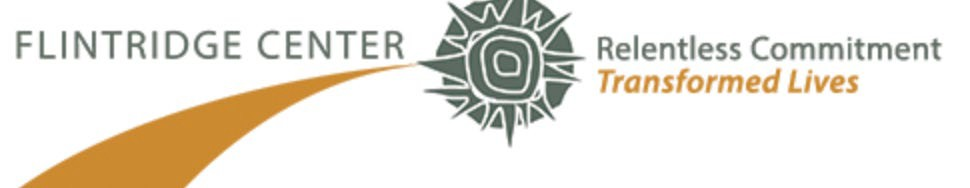 FLINTRIDGE CENTER
Relentless Commitment
Transformed Lives